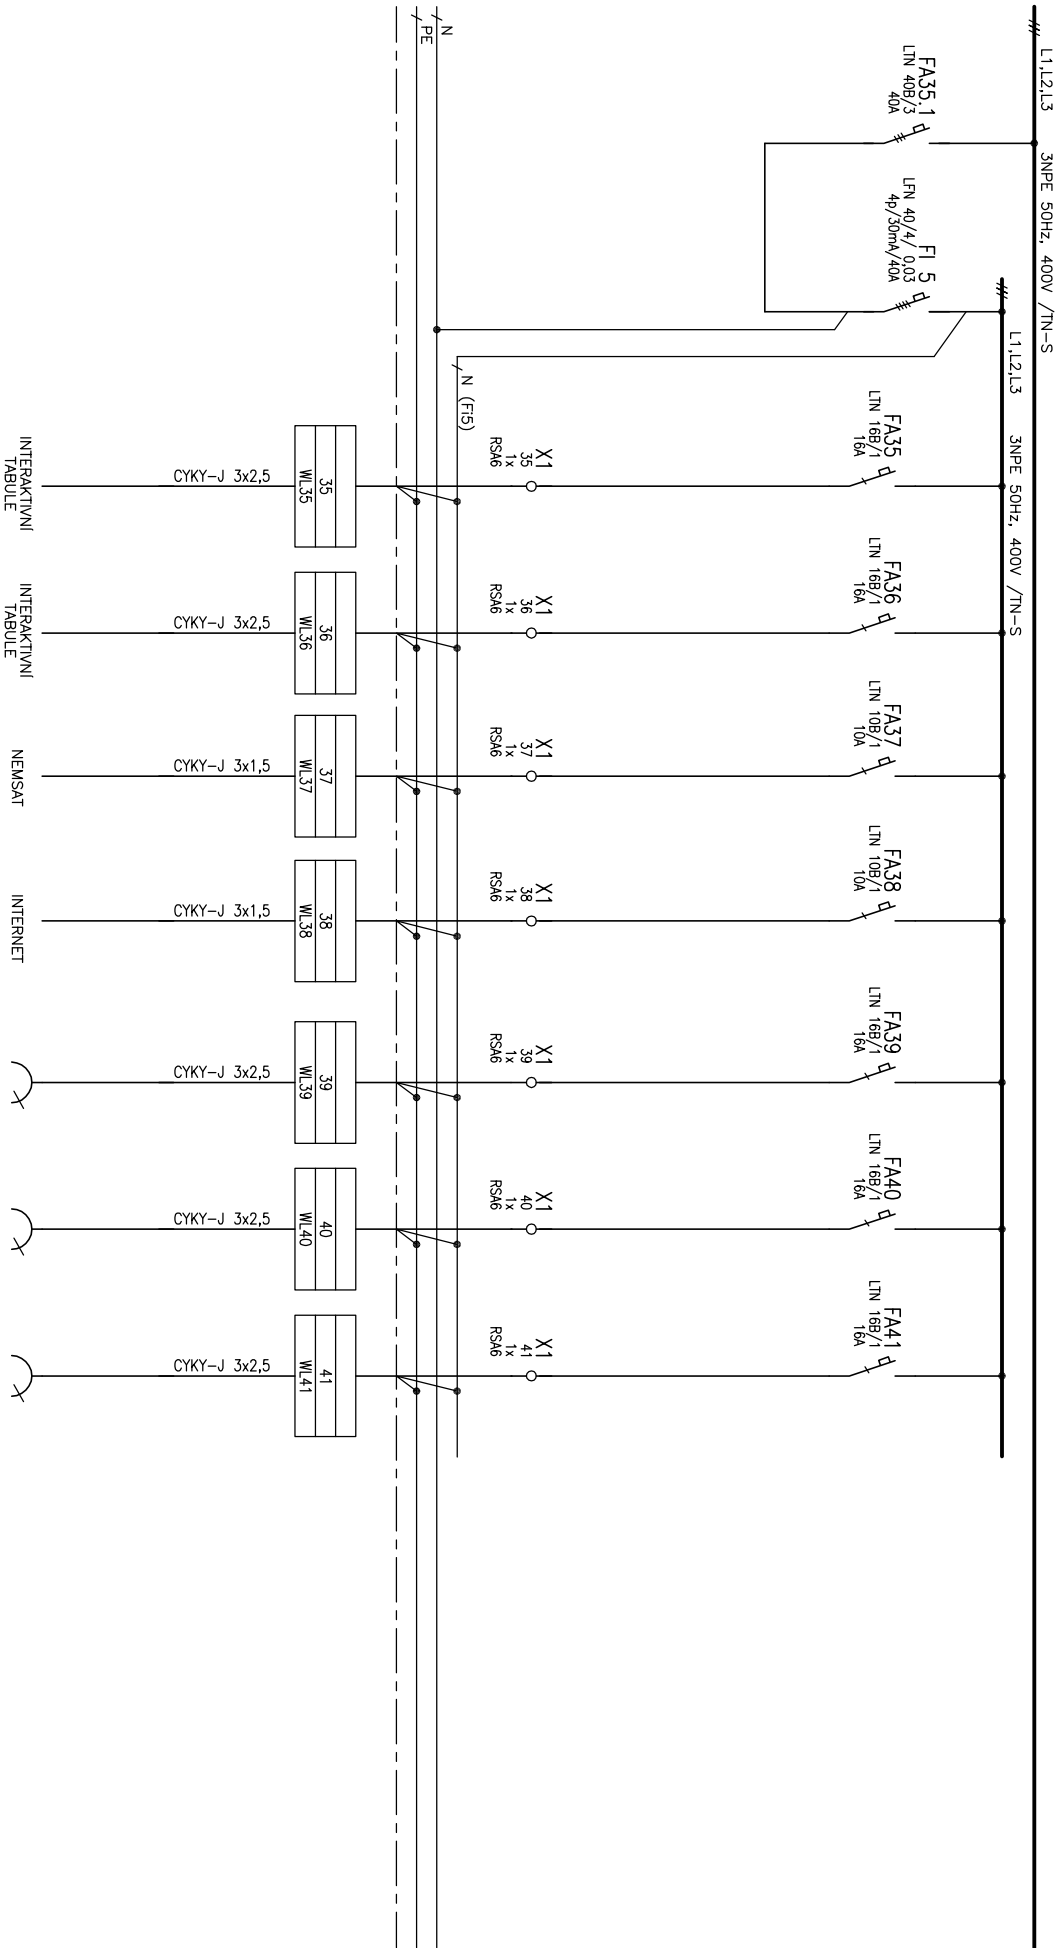 L1,L2,L3 3NPE 50Hz, 400V /TN-S
FA35.1
LTN 40B/3
40A
FI 5
LFN 40/4/ 0,03
4p/30mA/40A
L1,L2,L3 3NPE 50Hz, 400V /TN-S
FA35
LTN 16B/1
16A
FA36
LTN 16B/1
16A
FA37
LTN 10B/1
10A
FA38
LTN 10B/1
10A
FA39
LTN 16B/1
16A
FA40
LTN 16B/1
16A
FA41
LTN 16B/1
16A
N
PE
N (Fi5)
X1
35
1x
RSA6
X1
36
1x
RSA6
X1
37
1x
RSA6
X1
38
1x
RSA6
X1
39
1x
RSA6
X1
40
1x
RSA6
X1
41
1x
RSA6
35
WL35
36
WL36
37
WL37
38
WL38
39
WL39
40
WL40
41
WL41
CYKY-J 3x2,5
CYKY-J 3x2,5
CYKY-J 3x1,5
CYKY-J 3x1,5
CYKY-J 3x2,5
CYKY-J 3x2,5
CYKY-J 3x2,5
INTERAKTIVNÍ
TABULE
INTERAKTIVNÍ
TABULE
NEMSAT
INTERNET